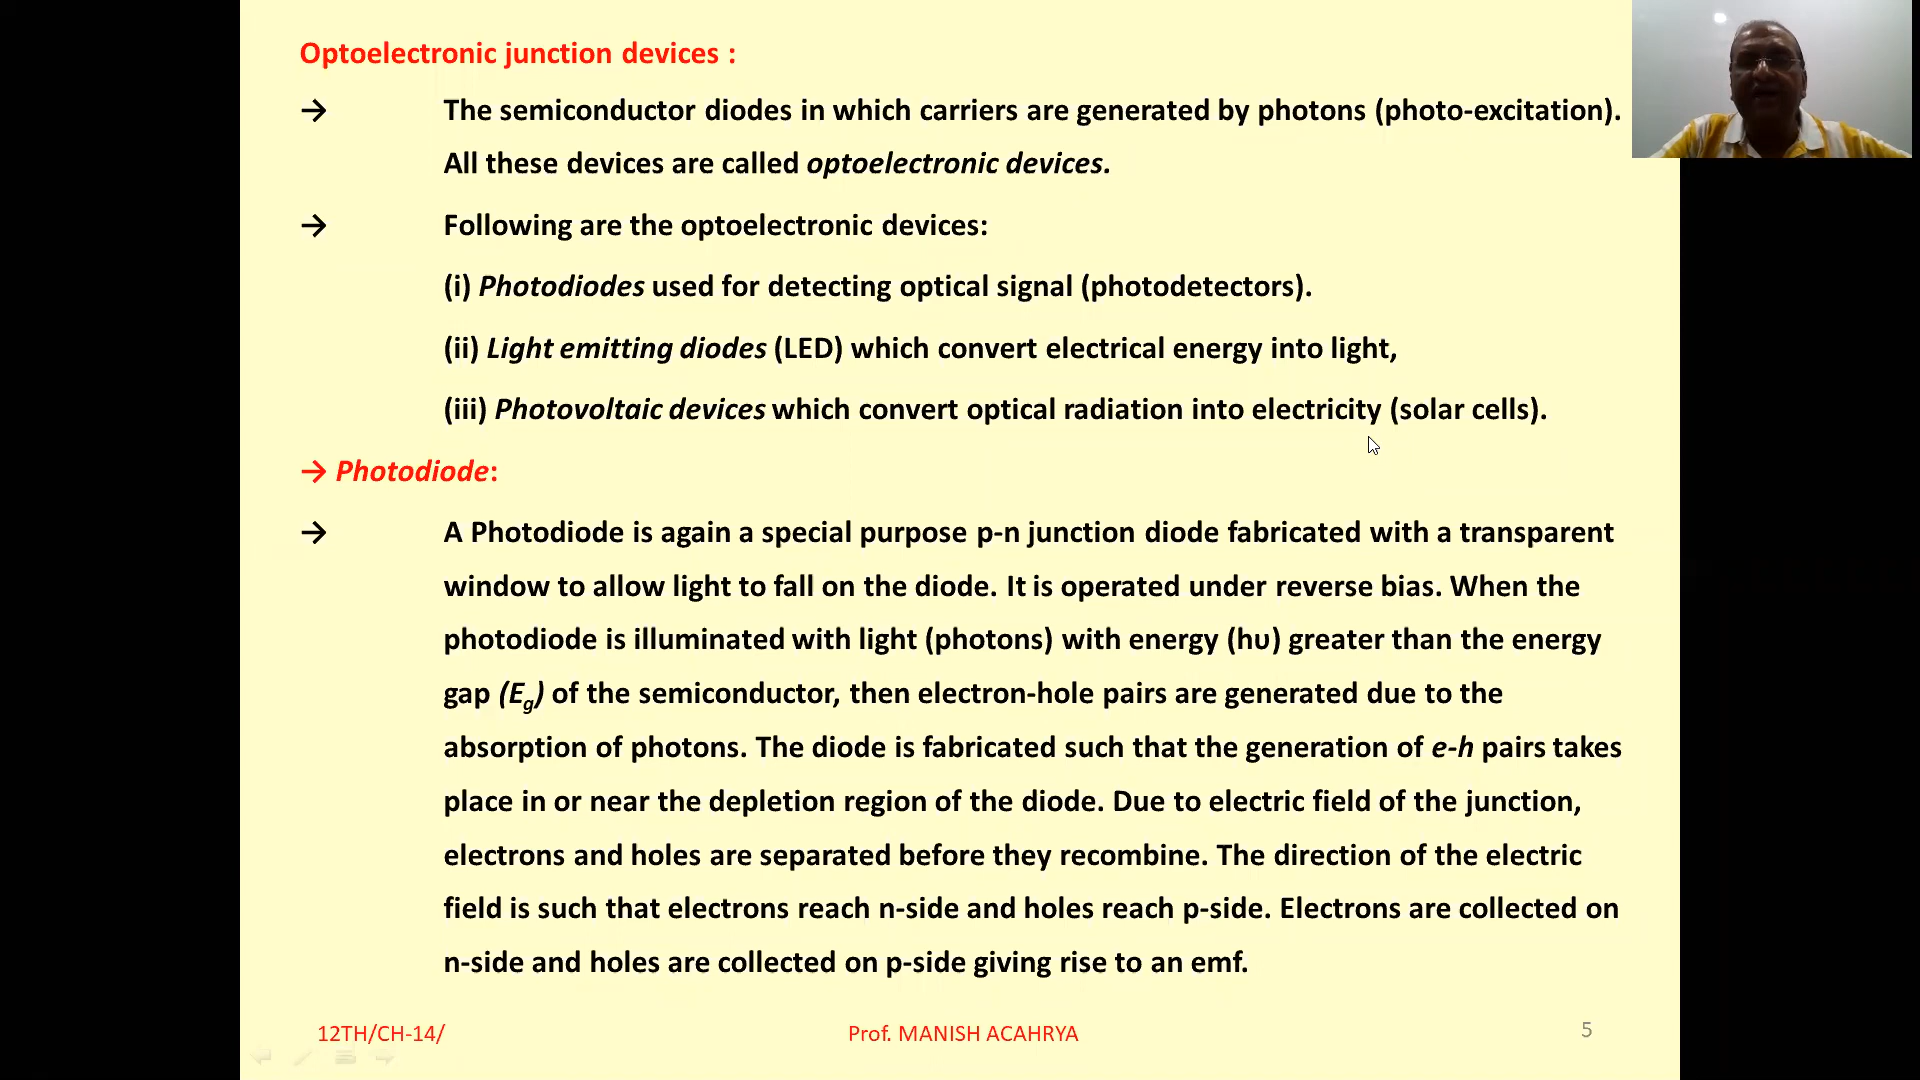 Optoelectronic junction devices :
→ The semiconductor diodes in which carriers are generated by photons (photo-excitation).
All these devices are called optoelectronic devices.
→ Following are the optoelectronic devices:
(i) Photodiodes used for detecting optical signal (photodetectors).
(ii) Light emitting diodes (LED) which convert electrical energy into light,
(iii) Photovoltaic devices which convert optical radiation into electricity (solar cells).
→ Photodiode:
→ A Photodiode is again a special purpose p-n junction diode fabricated with a transparent
window to allow light to fall on the diode. It is operated under reverse bias. When the
photodiode is illuminated with light (photons) with energy (hυ) greater than the energy
gap (Eg) of the semiconductor, then electron-hole pairs are generated due to the
absorption of photons. The diode is fabricated such that the generation of e-h pairs takes
place in or near the depletion region of the diode. Due to electric field of the junction,
electrons and holes are separated before they recombine. The direction of the electric
field is such that electrons reach n-side and holes reach p-side. Electrons are collected on
n-side and holes are collected on p-side giving rise to an emf.
12TH/CH-14/ Prof. MANISH ACAHRYA 5